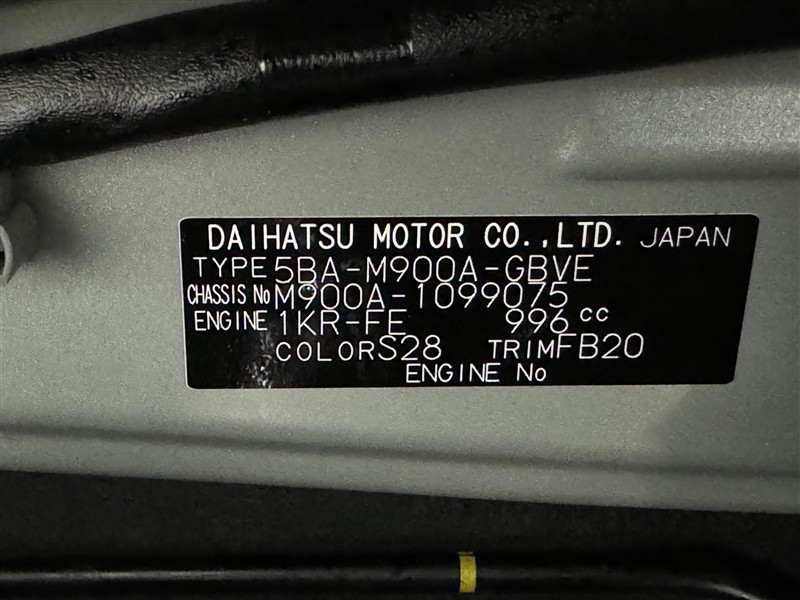 DAIHATSU MOTOR CO.,LTD. JAPAN
TYPE 5BA-M900A-GBVE
CHASSIS No M900A-1099075
ENGINE 1KR-FE 996 cc
COLOR S28 TRIM FB20
ENGINE No